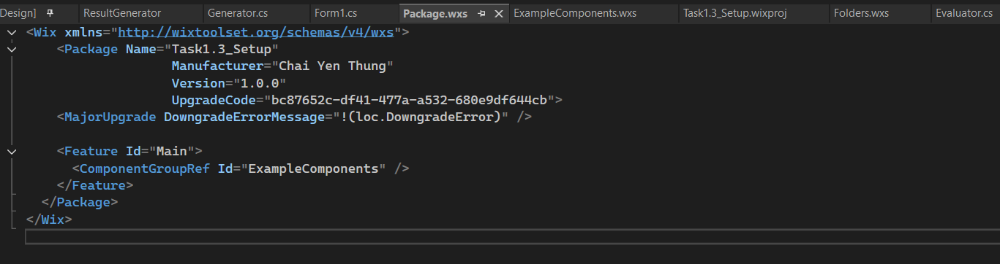 Design]
ResultGenerator
Generator.cs
Form1.cs
Package.wxs
ExampleComponents.wxs
Task1.3_Setup.wixproj
Folders.wxs
Evaluator.cs
<Wix xmlns="http://wixtoolset.org/schemas/v4/wxs">
<Package Name="Task1.3_Setup"
Manufacturer="Chai Yen Thung"
Version="1.0.0"
UpgradeCode="bc87652c-df41-477a-a532-680e9df644cb">
<MajorUpgrade DowngradeErrorMessage="!(loc.DowngradeError)" />
<Feature Id="Main">
<ComponentGroupRef Id="ExampleComponents" />
</Feature>
</Package>
</Wix>